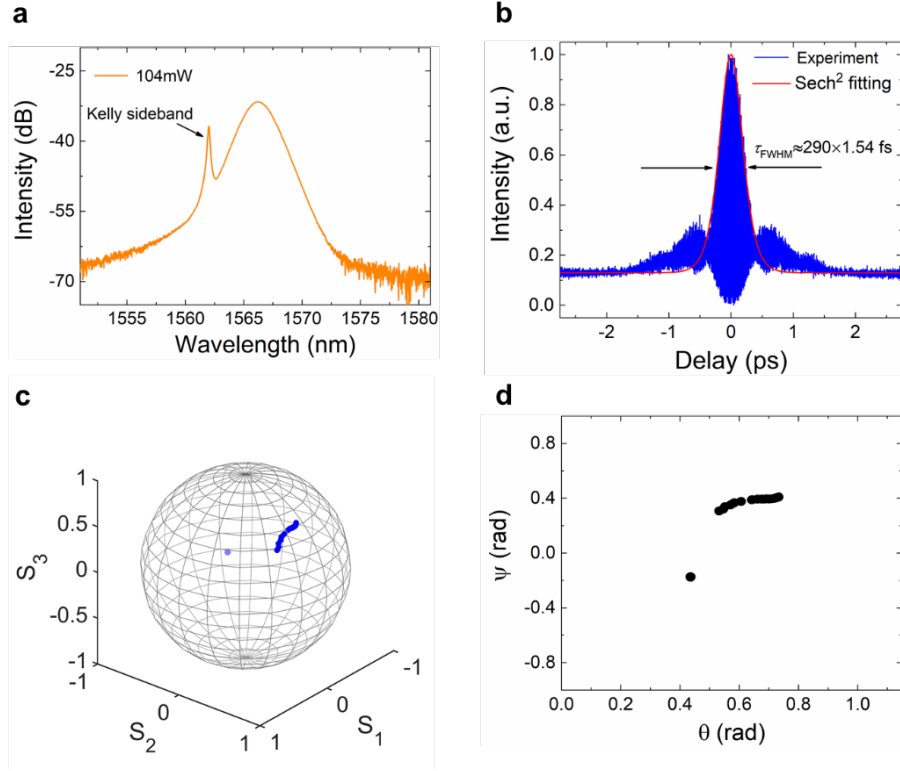 a
-25
-40
-55
-70
Intensity (dB)
104mW
Kelly sideband
1555 1560 1565 1570 1575 1580
Wavelength (nm)
b
1.0
0.8
0.6
0.4
0.2
0.0
Intensity (a.u.)
Experiment
Sech² fitting
τFWHM≈290×1.54 fs
-2 -1 0 1 2
Delay (ps)
c
1
0.5
0
-0.5
-1
S₃
-1
0
1
S₂
1
0
-1
S₁
d
0.8
0.4
0.0
-0.4
-0.8
ψ (rad)
0.0 0.2 0.4 0.6 0.8 1.0
θ (rad)